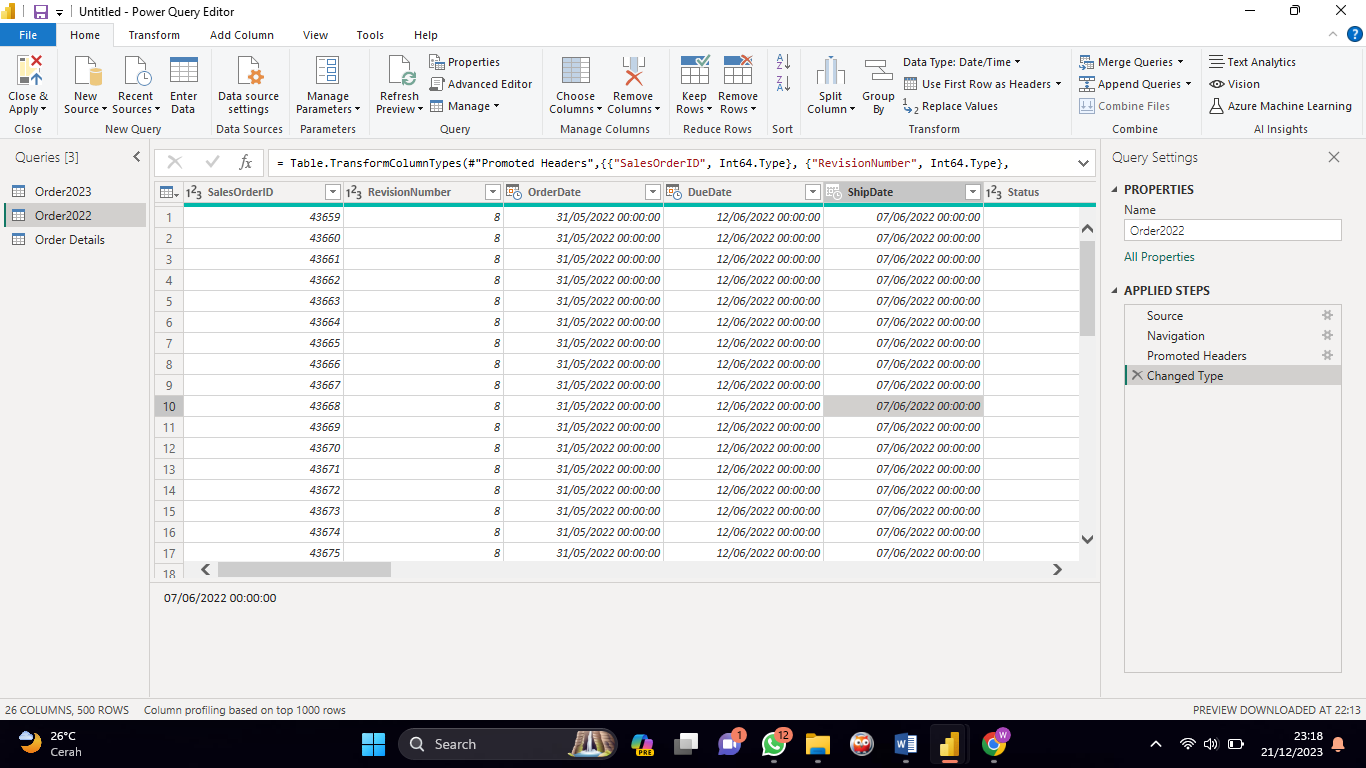 Untitled - Power Query Editor
File Home Transform Add Column View Tools Help
Close & Apply
New Source
Recent Sources
Enter Data
Data source settings
Manage Parameters
Refresh Preview
Properties
Advanced Editor
Manage
Choose Columns
Remove Columns
Keep Rows
Remove Rows
Split Column
Group By
Data Type: Date/Time
Use First Row as Headers
Replace Values
Merge Queries
Append Queries
Combine Files
Text Analytics
Vision
Azure Machine Learning
Close New Query Data Sources Parameters Query Manage Columns Reduce Rows Sort Transform Combine AI Insights
Queries [3]
Order2023
Order2022
Order Details
= Table.TransformColumnTypes(#"Promoted Headers",{{"SalesOrderID", Int64.Type}, {"RevisionNumber", Int64.Type},
SalesOrderID RevisionNumber OrderDate DueDate ShipDate Status
1 43659 8 31/05/2022 00:00:00 12/06/2022 00:00:00 07/06/2022 00:00:00
2 43660 8 31/05/2022 00:00:00 12/06/2022 00:00:00 07/06/2022 00:00:00
3 43661 8 31/05/2022 00:00:00 12/06/2022 00:00:00 07/06/2022 00:00:00
4 43662 8 31/05/2022 00:00:00 12/06/2022 00:00:00 07/06/2022 00:00:00
5 43663 8 31/05/2022 00:00:00 12/06/2022 00:00:00 07/06/2022 00:00:00
6 43664 8 31/05/2022 00:00:00 12/06/2022 00:00:00 07/06/2022 00:00:00
7 43665 8 31/05/2022 00:00:00 12/06/2022 00:00:00 07/06/2022 00:00:00
8 43666 8 31/05/2022 00:00:00 12/06/2022 00:00:00 07/06/2022 00:00:00
9 43667 8 31/05/2022 00:00:00 12/06/2022 00:00:00 07/06/2022 00:00:00
10 43668 8 31/05/2022 00:00:00 12/06/2022 00:00:00 07/06/2022 00:00:00
11 43669 8 31/05/2022 00:00:00 12/06/2022 00:00:00 07/06/2022 00:00:00
12 43670 8 31/05/2022 00:00:00 12/06/2022 00:00:00 07/06/2022 00:00:00
13 43671 8 31/05/2022 00:00:00 12/06/2022 00:00:00 07/06/2022 00:00:00
14 43672 8 31/05/2022 00:00:00 12/06/2022 00:00:00 07/06/2022 00:00:00
15 43673 8 31/05/2022 00:00:00 12/06/2022 00:00:00 07/06/2022 00:00:00
16 43674 8 31/05/2022 00:00:00 12/06/2022 00:00:00 07/06/2022 00:00:00
17 43675 8 31/05/2022 00:00:00 12/06/2022 00:00:00 07/06/2022 00:00:00
18
07/06/2022 00:00:00
Query Settings
PROPERTIES
Name
Order2022
All Properties
APPLIED STEPS
Source
Navigation
Promoted Headers
Changed Type
26 COLUMNS, 500 ROWS Column profiling based on top 1000 rows
PREVIEW DOWNLOADED AT 22:13
26°C
Cerah
Search
PRE
1
12
W
23:18
21/12/2023